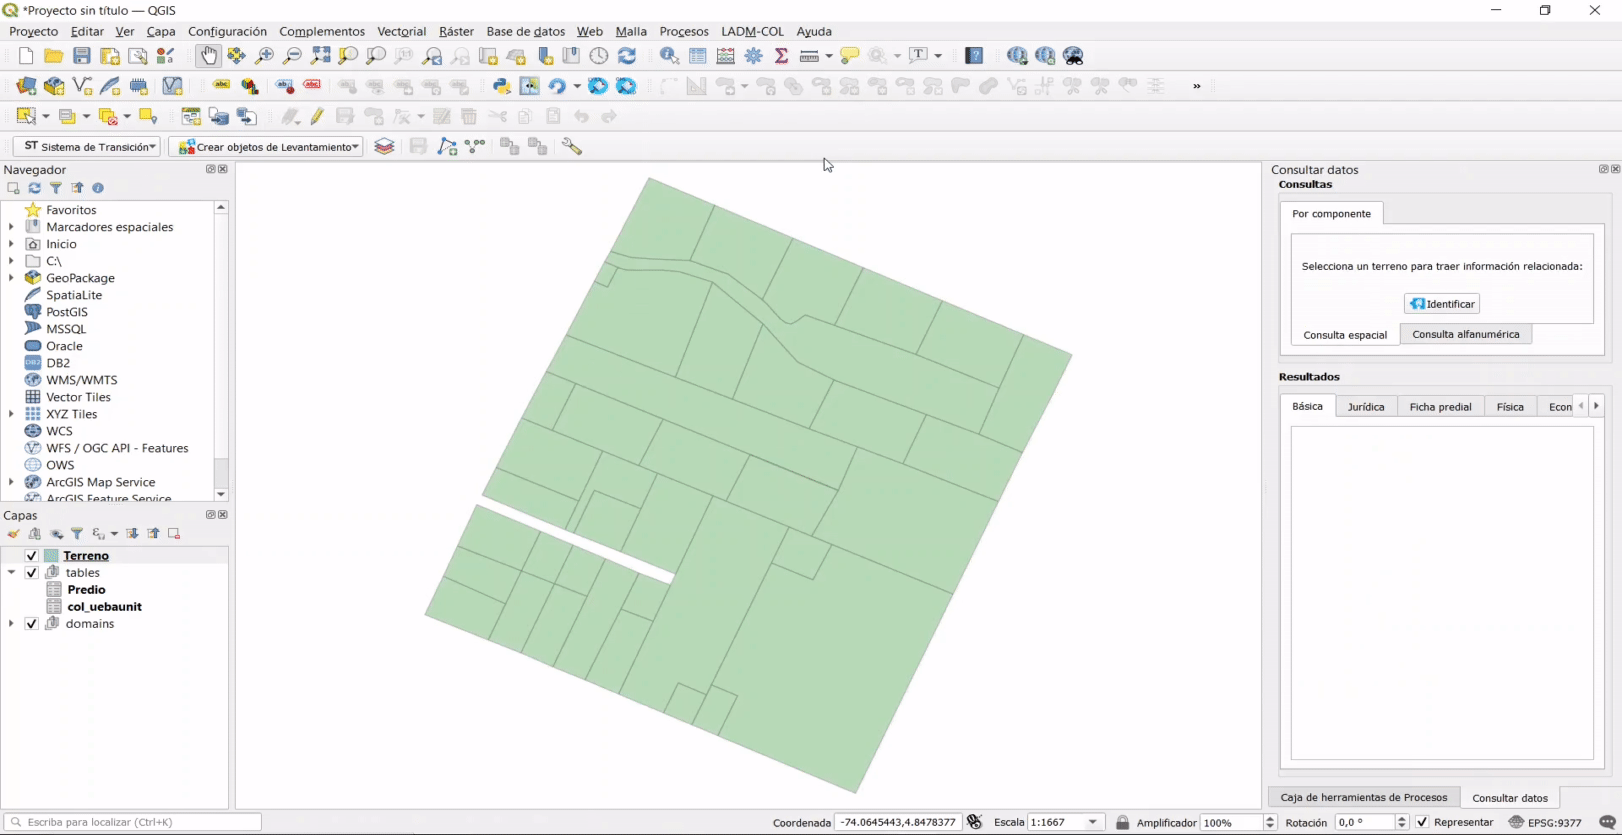 *Proyecto sin título — QGIS
Proyecto Editar Ver Capa Configuración Complementos Vectorial Ráster Base de datos Web Malla Procesos LADM-COL Ayuda
ST Sistema de Transición Crear objetos de Levantamiento
Navegador
Favoritos
Marcadores espaciales
Inicio
C:\
GeoPackage
SpatiaLite
PostGIS
MSSQL
Oracle
DB2
WMS/WMTS
Vector Tiles
XYZ Tiles
WCS
WFS / OGC API - Features
OWS
ArcGIS Map Service
ArcGIS Feature Service
Capas
Terreno
tables
Predio
col_uebaunit
domains
Consultar datos
Consultas
Por componente
Selecciona un terreno para traer información relacionada:
Identificar
Consulta espacial Consulta alfanumérica
Resultados
Básica Jurídica Ficha predial Física Econ
Caja de herramientas de Procesos Consultar datos
Escriba para localizar (Ctrl+K) Coordenada -74.0645443,4.8478377 Escala 1:1667 Amplificador 100% Rotación 0,0 ° Representar EPSG:9377